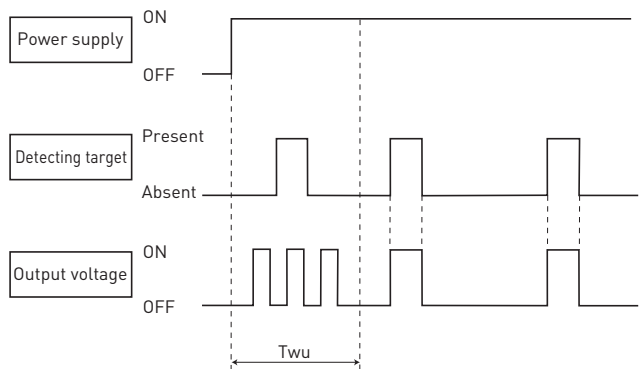 ON
Power supply
OFF
Present
Detecting target
Absent
ON
Output voltage
OFF
Twu